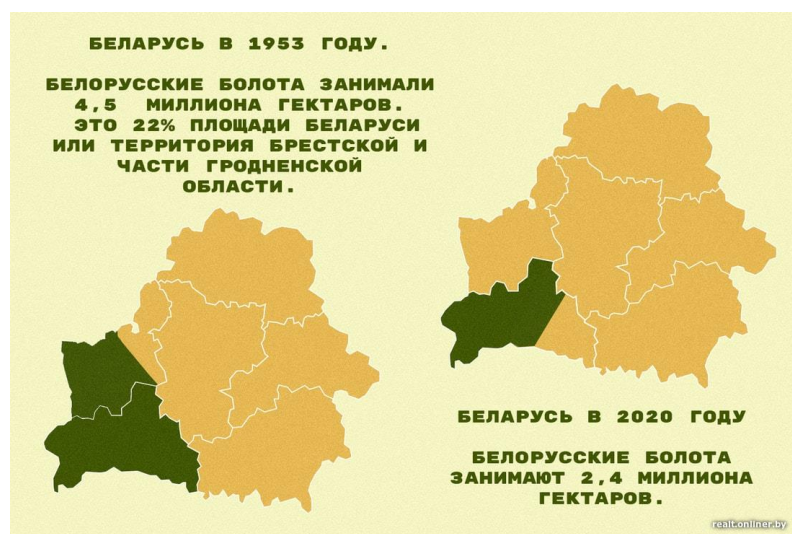 БЕЛАРУСЬ В 1953 ГОДУ.
БЕЛОРУССКИЕ БОЛОТА ЗАНИМАЛИ
4,5 МИЛЛИОНА ГЕКТАРОВ.
ЭТО 22% ПЛОЩАДИ БЕЛАРУСИ
ИЛИ ТЕРРИТОРИЯ БРЕСТСКОЙ И
ЧАСТИ ГРОДНЕНСКОЙ
ОБЛАСТИ.
БЕЛАРУСЬ В 2020 ГОДУ
БЕЛОРУССКИЕ БОЛОТА
ЗАНИМАЮТ 2,4 МИЛЛИОНА
ГЕКТАРОВ.
realt.onliner.by